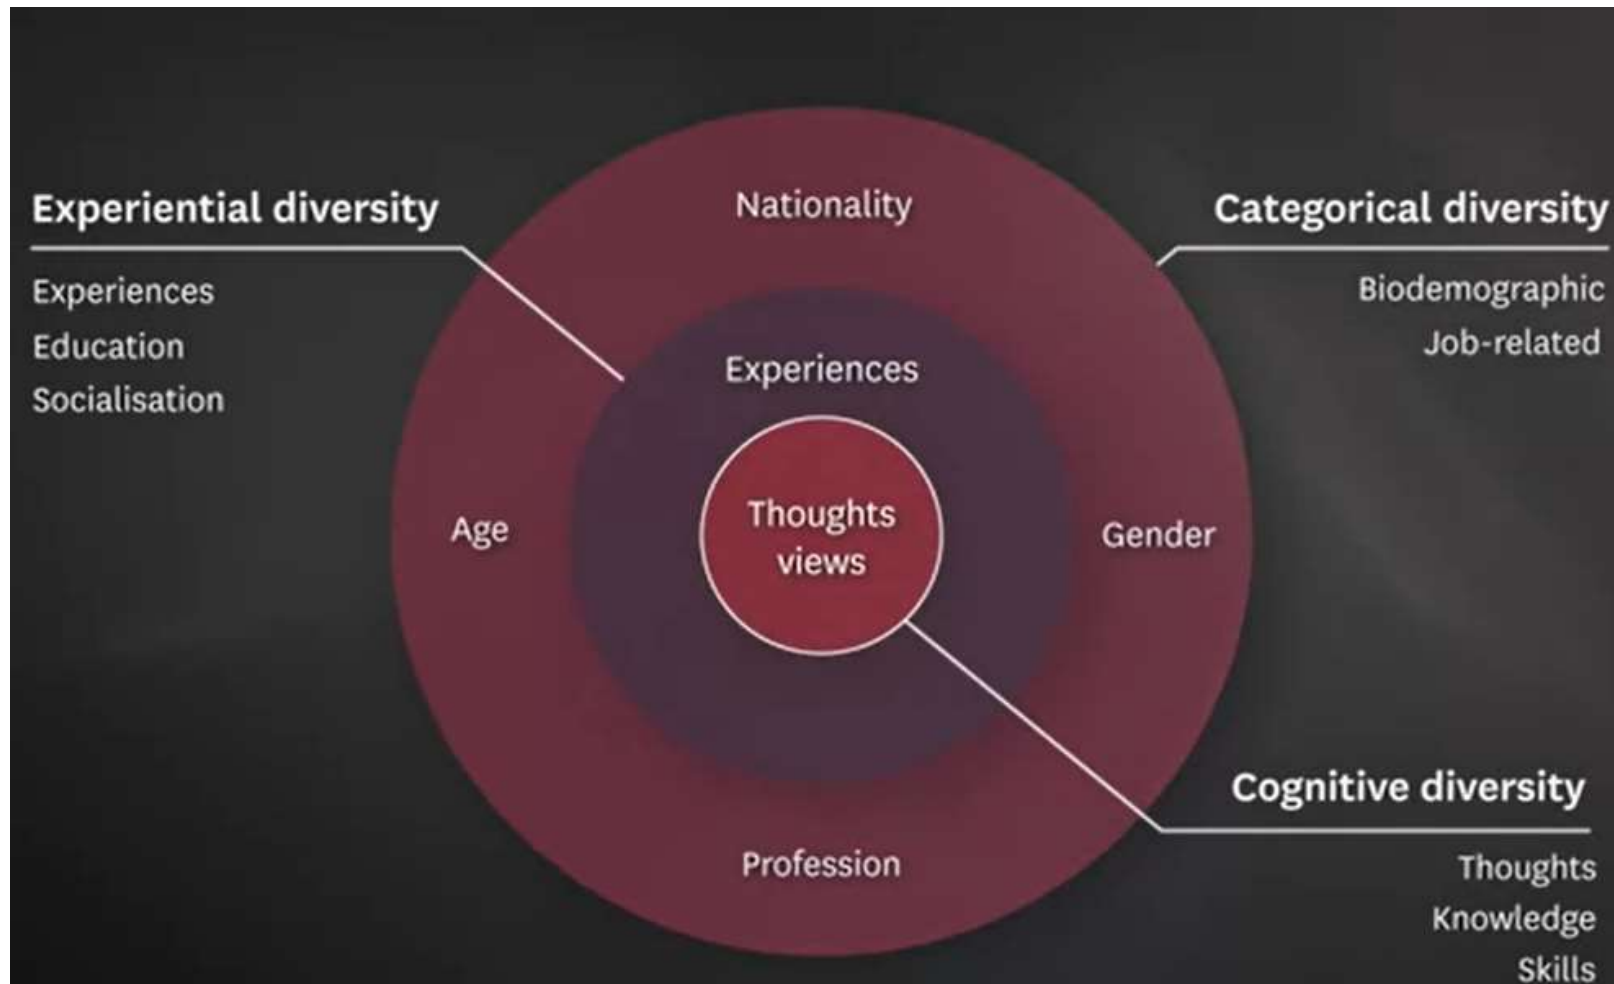 Experiential diversity
Experiences
Education
Socialisation
Nationality
Experiences
Thoughts
views
Age
Gender
Profession
Categorical diversity
Biodemographic
Job-related
Cognitive diversity
Thoughts
Knowledge
Skills